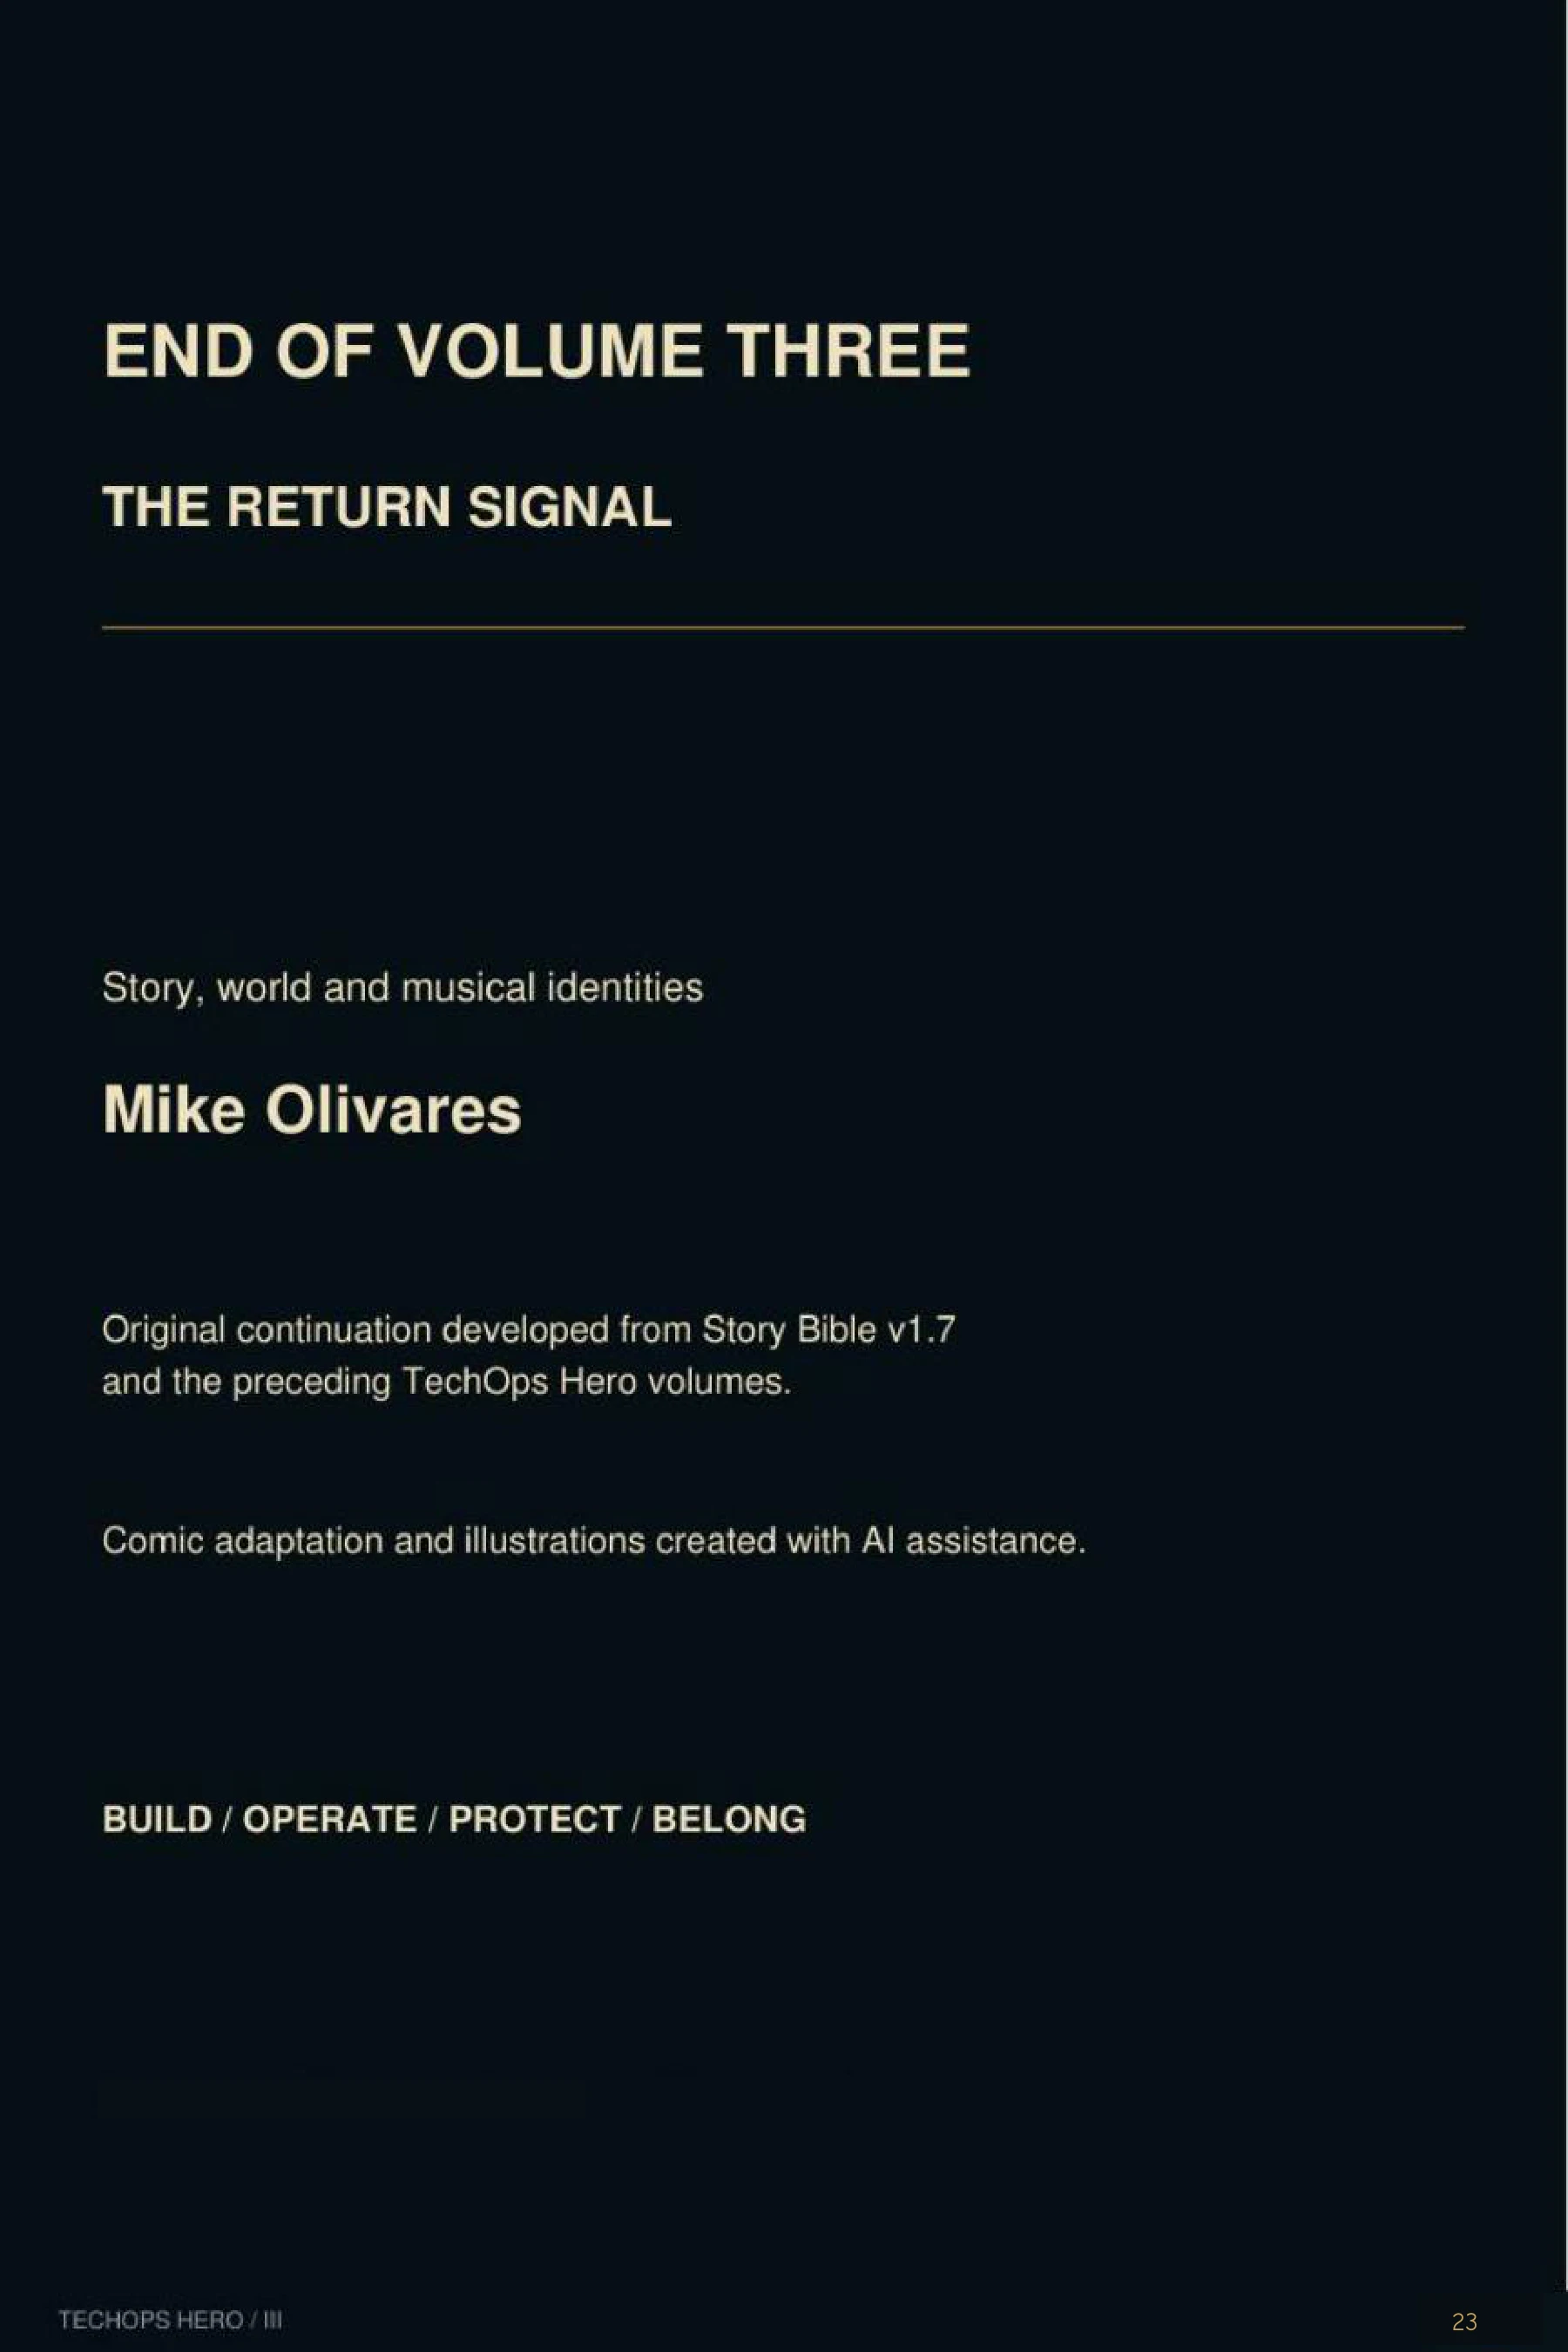 END OF VOLUME THREE
THE RETURN SIGNAL
Story, world and musical identities
Mike Olivares
Original continuation developed from Story Bible v1.7
and the preceding TechOps Hero volumes.
Comic adaptation and illustrations created with AI assistance.
BUILD / OPERATE / PROTECT / BELONG
TECHOPS HERO / III
23